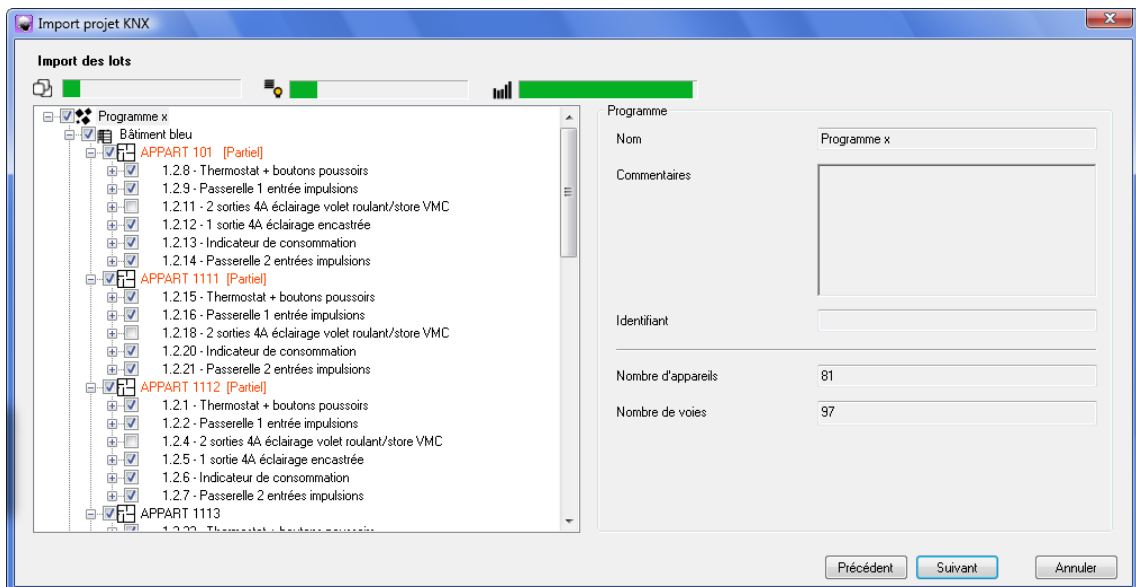 Import projet KNX
Import des lots
Programme x
Bâtiment bleu
APPART 101 [Partiel]
1.2.8 - Thermostat + boutons poussoirs
1.2.9 - Passerelle 1 entrée impulsions
1.2.11 - 2 sorties 4A éclairage volet roulant/store VMC
1.2.12 - 1 sortie 4A éclairage encastrée
1.2.13 - Indicateur de consommation
1.2.14 - Passerelle 2 entrées impulsions
APPART 1111 [Partiel]
1.2.15 - Thermostat + boutons poussoirs
1.2.16 - Passerelle 1 entrée impulsions
1.2.18 - 2 sorties 4A éclairage volet roulant/store VMC
1.2.20 - Indicateur de consommation
1.2.21 - Passerelle 2 entrées impulsions
APPART 1112 [Partiel]
1.2.1 - Thermostat + boutons poussoirs
1.2.2 - Passerelle 1 entrée impulsions
1.2.4 - 2 sorties 4A éclairage volet roulant/store VMC
1.2.5 - 1 sortie 4A éclairage encastrée
1.2.6 - Indicateur de consommation
1.2.7 - Passerelle 2 entrées impulsions
APPART 1113
Programme
Nom
Programme x
Commentaires
Identifiant
Nombre d'appareils
81
Nombre de voies
97
Précédent
Suivant
Annuler